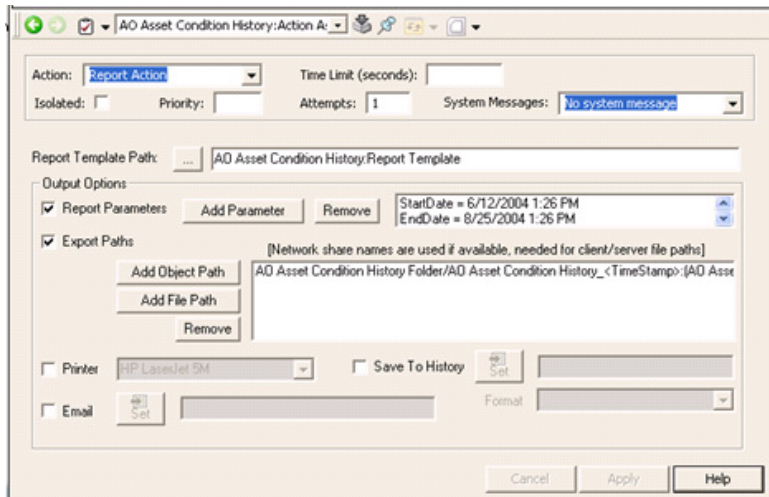 AO Asset Condition History:Action A:
Action: Report Action Time Limit (seconds):
Isolated: Priority: Attempts: 1 System Messages: No system message
Report Template Path: ... AO Asset Condition History:Report Template
Output Options
Report Parameters Add Parameter Remove StartDate = 6/12/2004 1:26 PM
EndDate = 8/25/2004 1:26 PM
Export Paths
[Network share names are used if available, needed for client/server file paths]
Add Object Path AO Asset Condition History Folder/AO Asset Condition History_<TimeStamp>:(AO Asse
Add File Path
Remove
Printer HP LaserJet 5M Save To History Set
Email Set Format
Cancel Apply Help